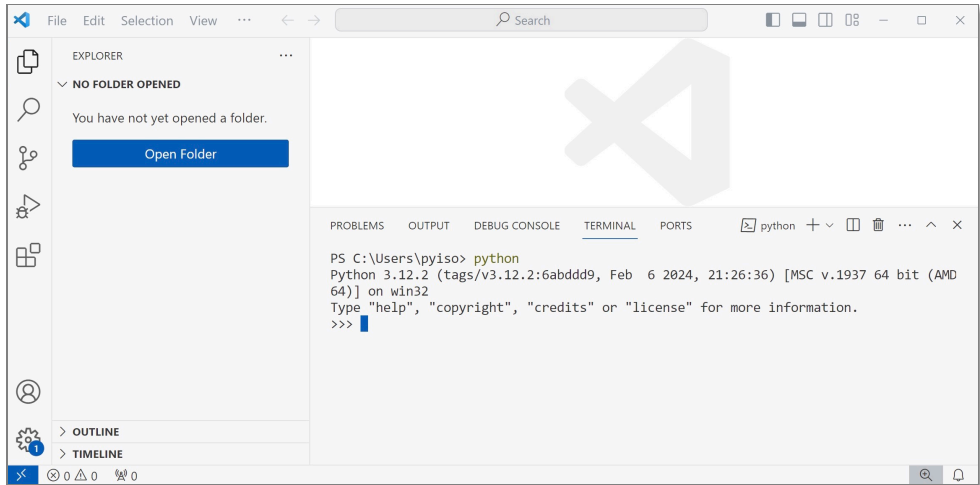 File Edit Selection View ··· Search
EXPLORER ···
NO FOLDER OPENED
You have not yet opened a folder.
Open Folder
PROBLEMS OUTPUT DEBUG CONSOLE TERMINAL PORTS python ···
PS C:\Users\pyiso> python
Python 3.12.2 (tags/v3.12.2:6abddd9, Feb  6 2024, 21:26:36) [MSC v.1937 64 bit (AMD
64)] on win32
Type "help", "copyright", "credits" or "license" for more information.
>>>
1
OUTLINE
TIMELINE
0 0 0